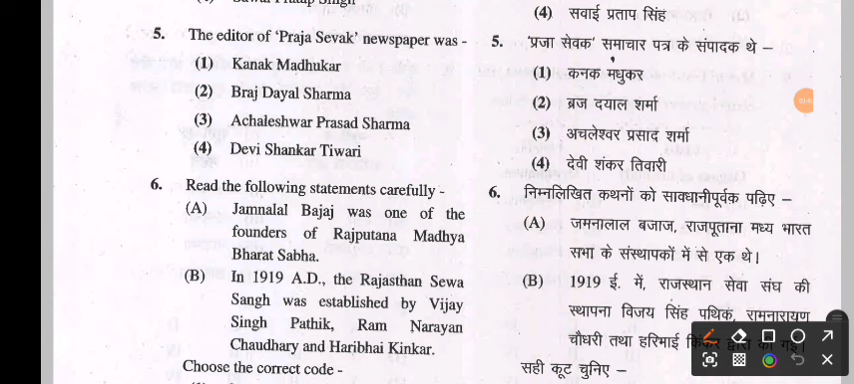 5. The editor of 'Praja Sevak' newspaper was -
(1) Kanak Madhukar
(2) Braj Dayal Sharma
(3) Achaleshwar Prasad Sharma
(4) Devi Shankar Tiwari
6. Read the following statements carefully -
(A) Jamnalal Bajaj was one of the
founders of Rajputana Madhya
Bharat Sabha.
(B) In 1919 A.D., the Rajasthan Sewa
Sangh was established by Vijay
Singh Pathik, Ram Narayan
Chaudhary and Haribhai Kinkar.
Choose the correct code -
(4) सवाई प्रताप सिंह
5. 'प्रजा सेवक' समाचार पत्र के संपादक थे –
(1) कनक मधुकर
(2) ब्रज दयाल शर्मा
(3) अचलेश्वर प्रसाद शर्मा
(4) देवी शंकर तिवारी
6. निम्नलिखित कथनों को सावधानीपूर्वक पढ़िए –
(A) जमनालाल बजाज, राजपूताना मध्य भारत
सभा के संस्थापकों में से एक थे।
(B) 1919 ई. में, राजस्थान सेवा संघ की
स्थापना विजय सिंह पथिक, रामनारायण
चौधरी तथा हरिभाई
सही कूट चुनिए –